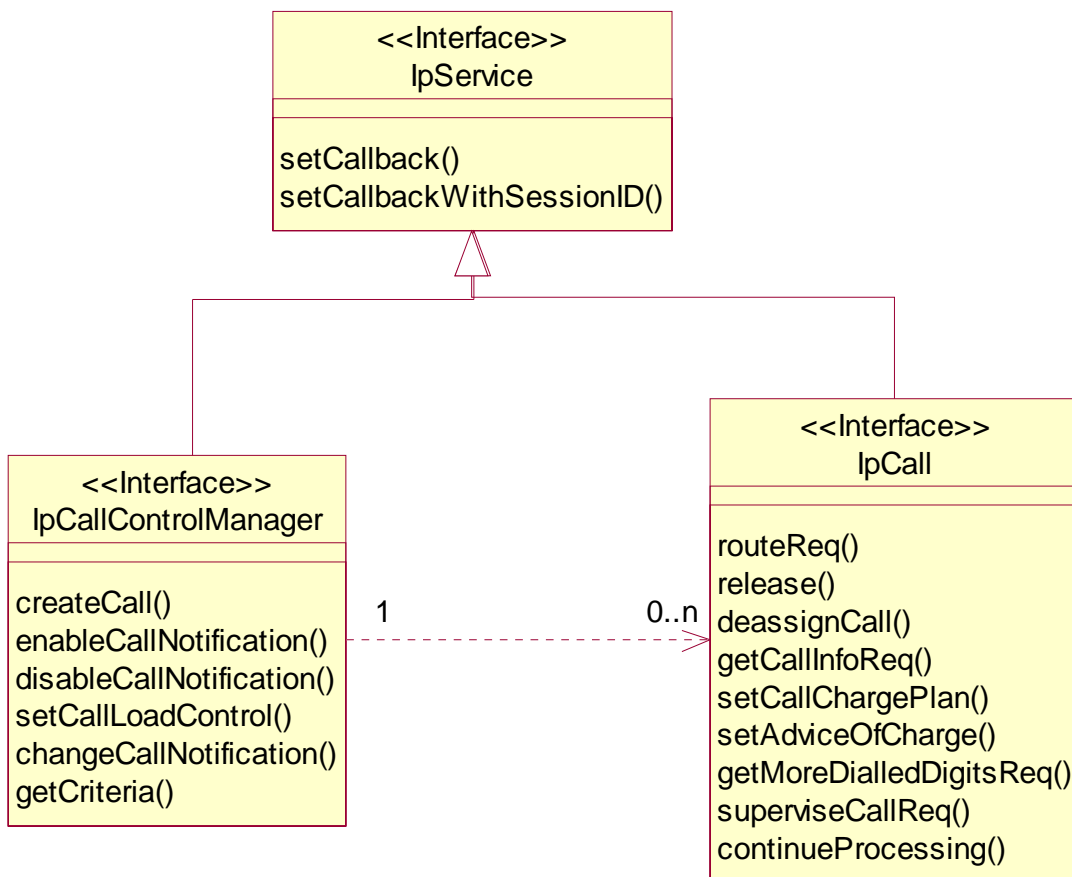 <<Interface>>
IpService
setCallback()
setCallbackWithSessionID()
<<Interface>>
IpCallControlManager
createCall()
enableCallNotification()
disableCallNotification()
setCallLoadControl()
changeCallNotification()
getCriteria()
1
0..n
<<Interface>>
IpCall
routeReq()
release()
deassignCall()
getCallInfoReq()
setCallChargePlan()
setAdviceOfCharge()
getMoreDialledDigitsReq()
superviseCallReq()
continueProcessing()